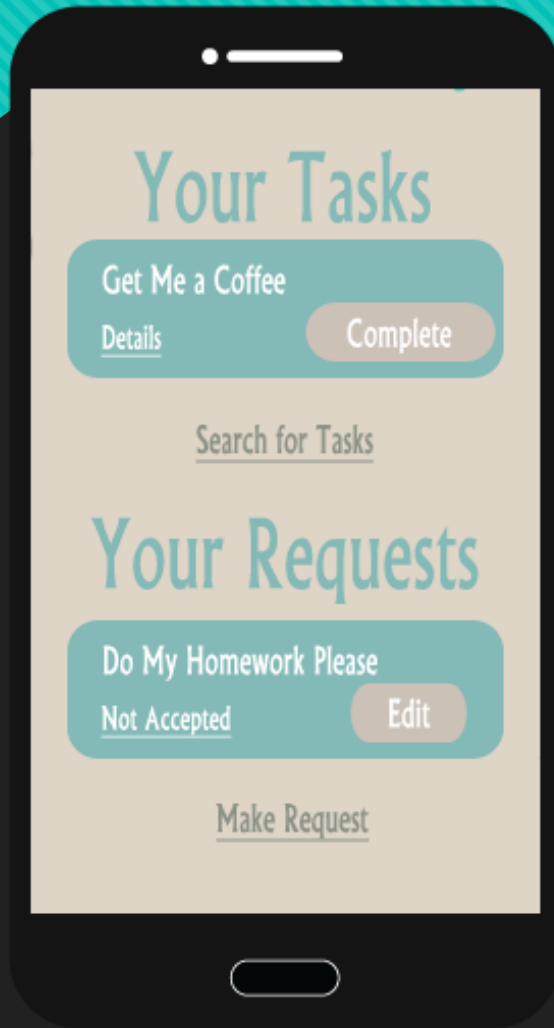 Your Tasks
Get Me a Coffee
Details
Complete
Search for Tasks
Your Requests
Do My Homework Please
Not Accepted
Edit
Make Request